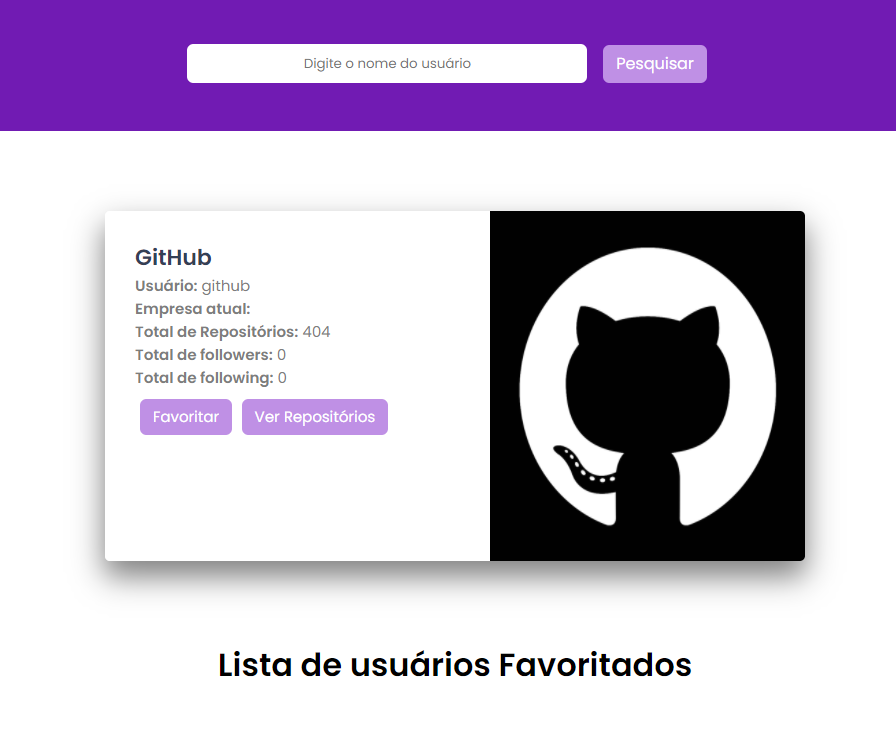 Digite o nome do usuário
Pesquisar
GitHub
Usuário: github
Empresa atual:
Total de Repositórios: 404
Total de followers: 0
Total de following: 0
Favoritar
Ver Repositórios
Lista de usuários Favoritados